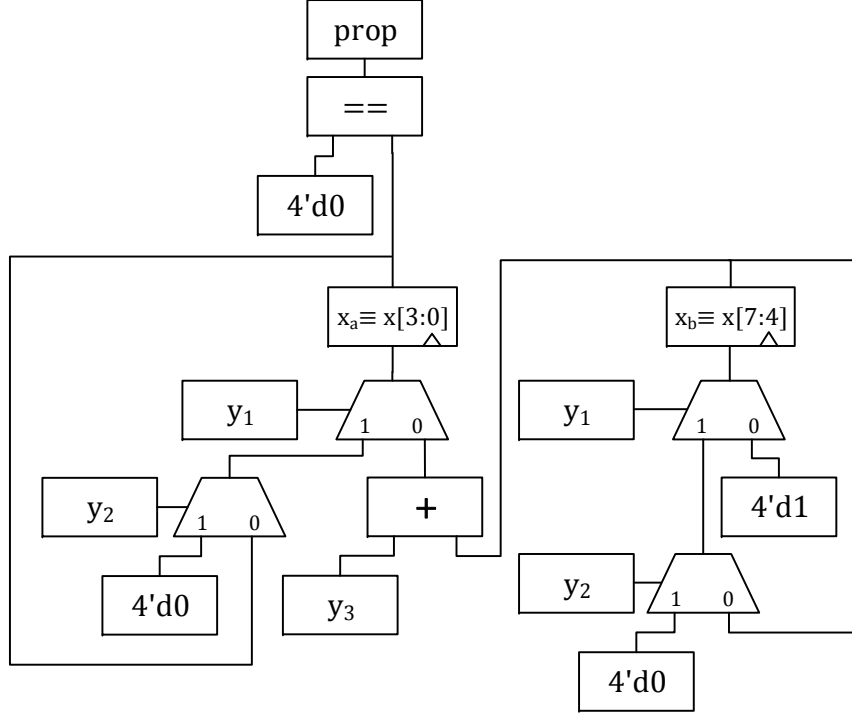 prop
==
4'd0
xₐ≡ x[3:0]
x_b≡ x[7:4]
y₁
1 0
y₁
1 0
y₂
1 0
+
4'd1
4'd0
y₃
y₂
1 0
4'd0